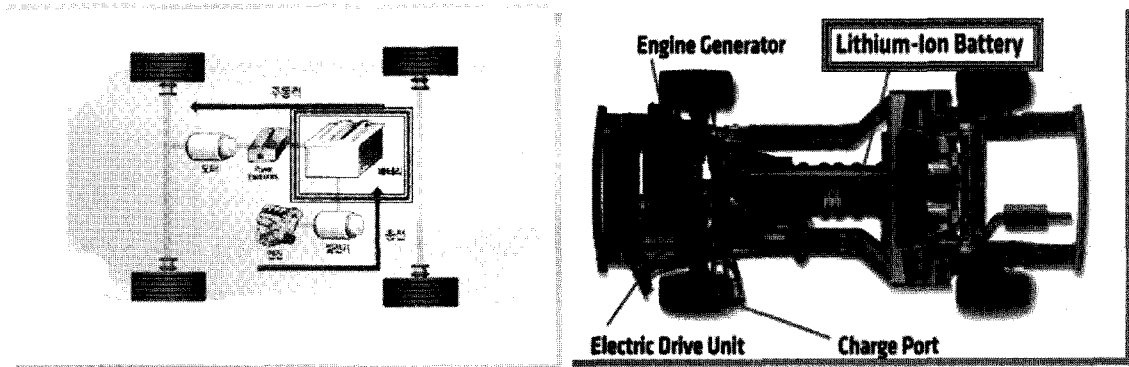 주동력
모터
Power
Electronics
배터리
엔진
발전기
충전
Engine Generator
Lithium-Ion Battery
Electric Drive Unit
Charge Port